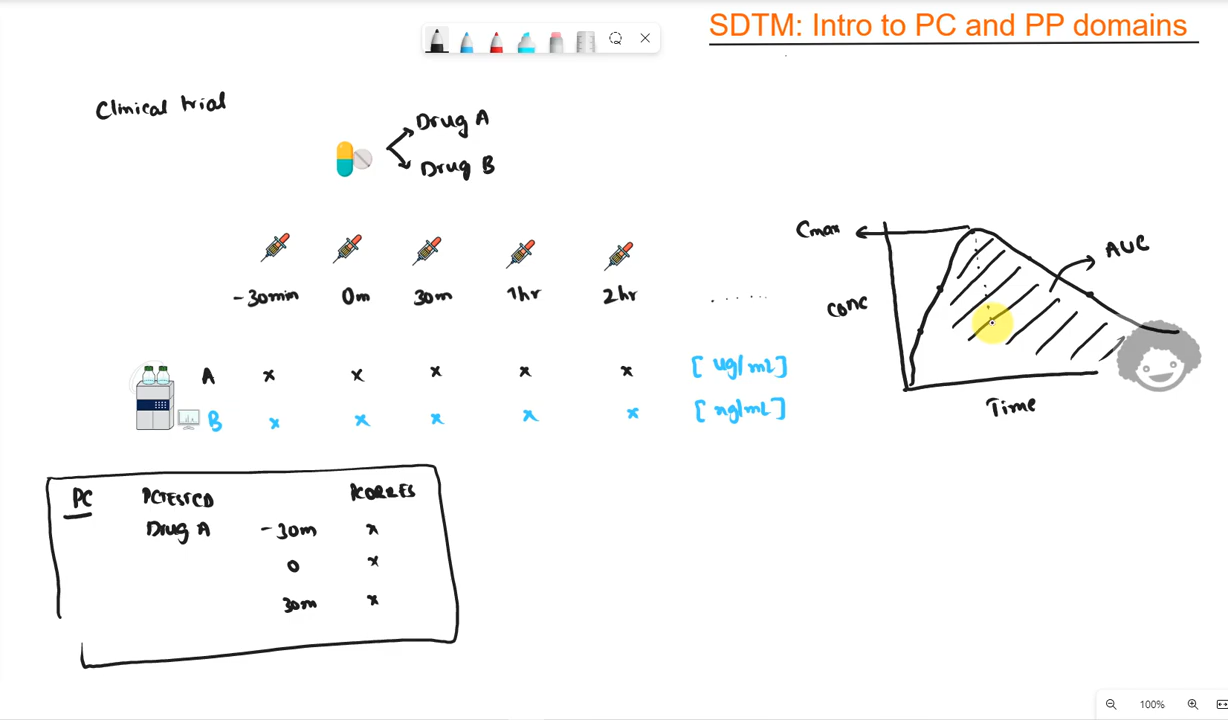 SDTM: Intro to PC and PP domains
Clinical trial
Drug A
Drug B
-30min 0m 30m 1hr 2hr ......
A x x x x x [ug/mL]
B x x x x x [ng/mL]
Cmax
AUC
Conc
Time
PC PCTESTCD PCORRES
Drug A -30m x
0 x
30m x
100%